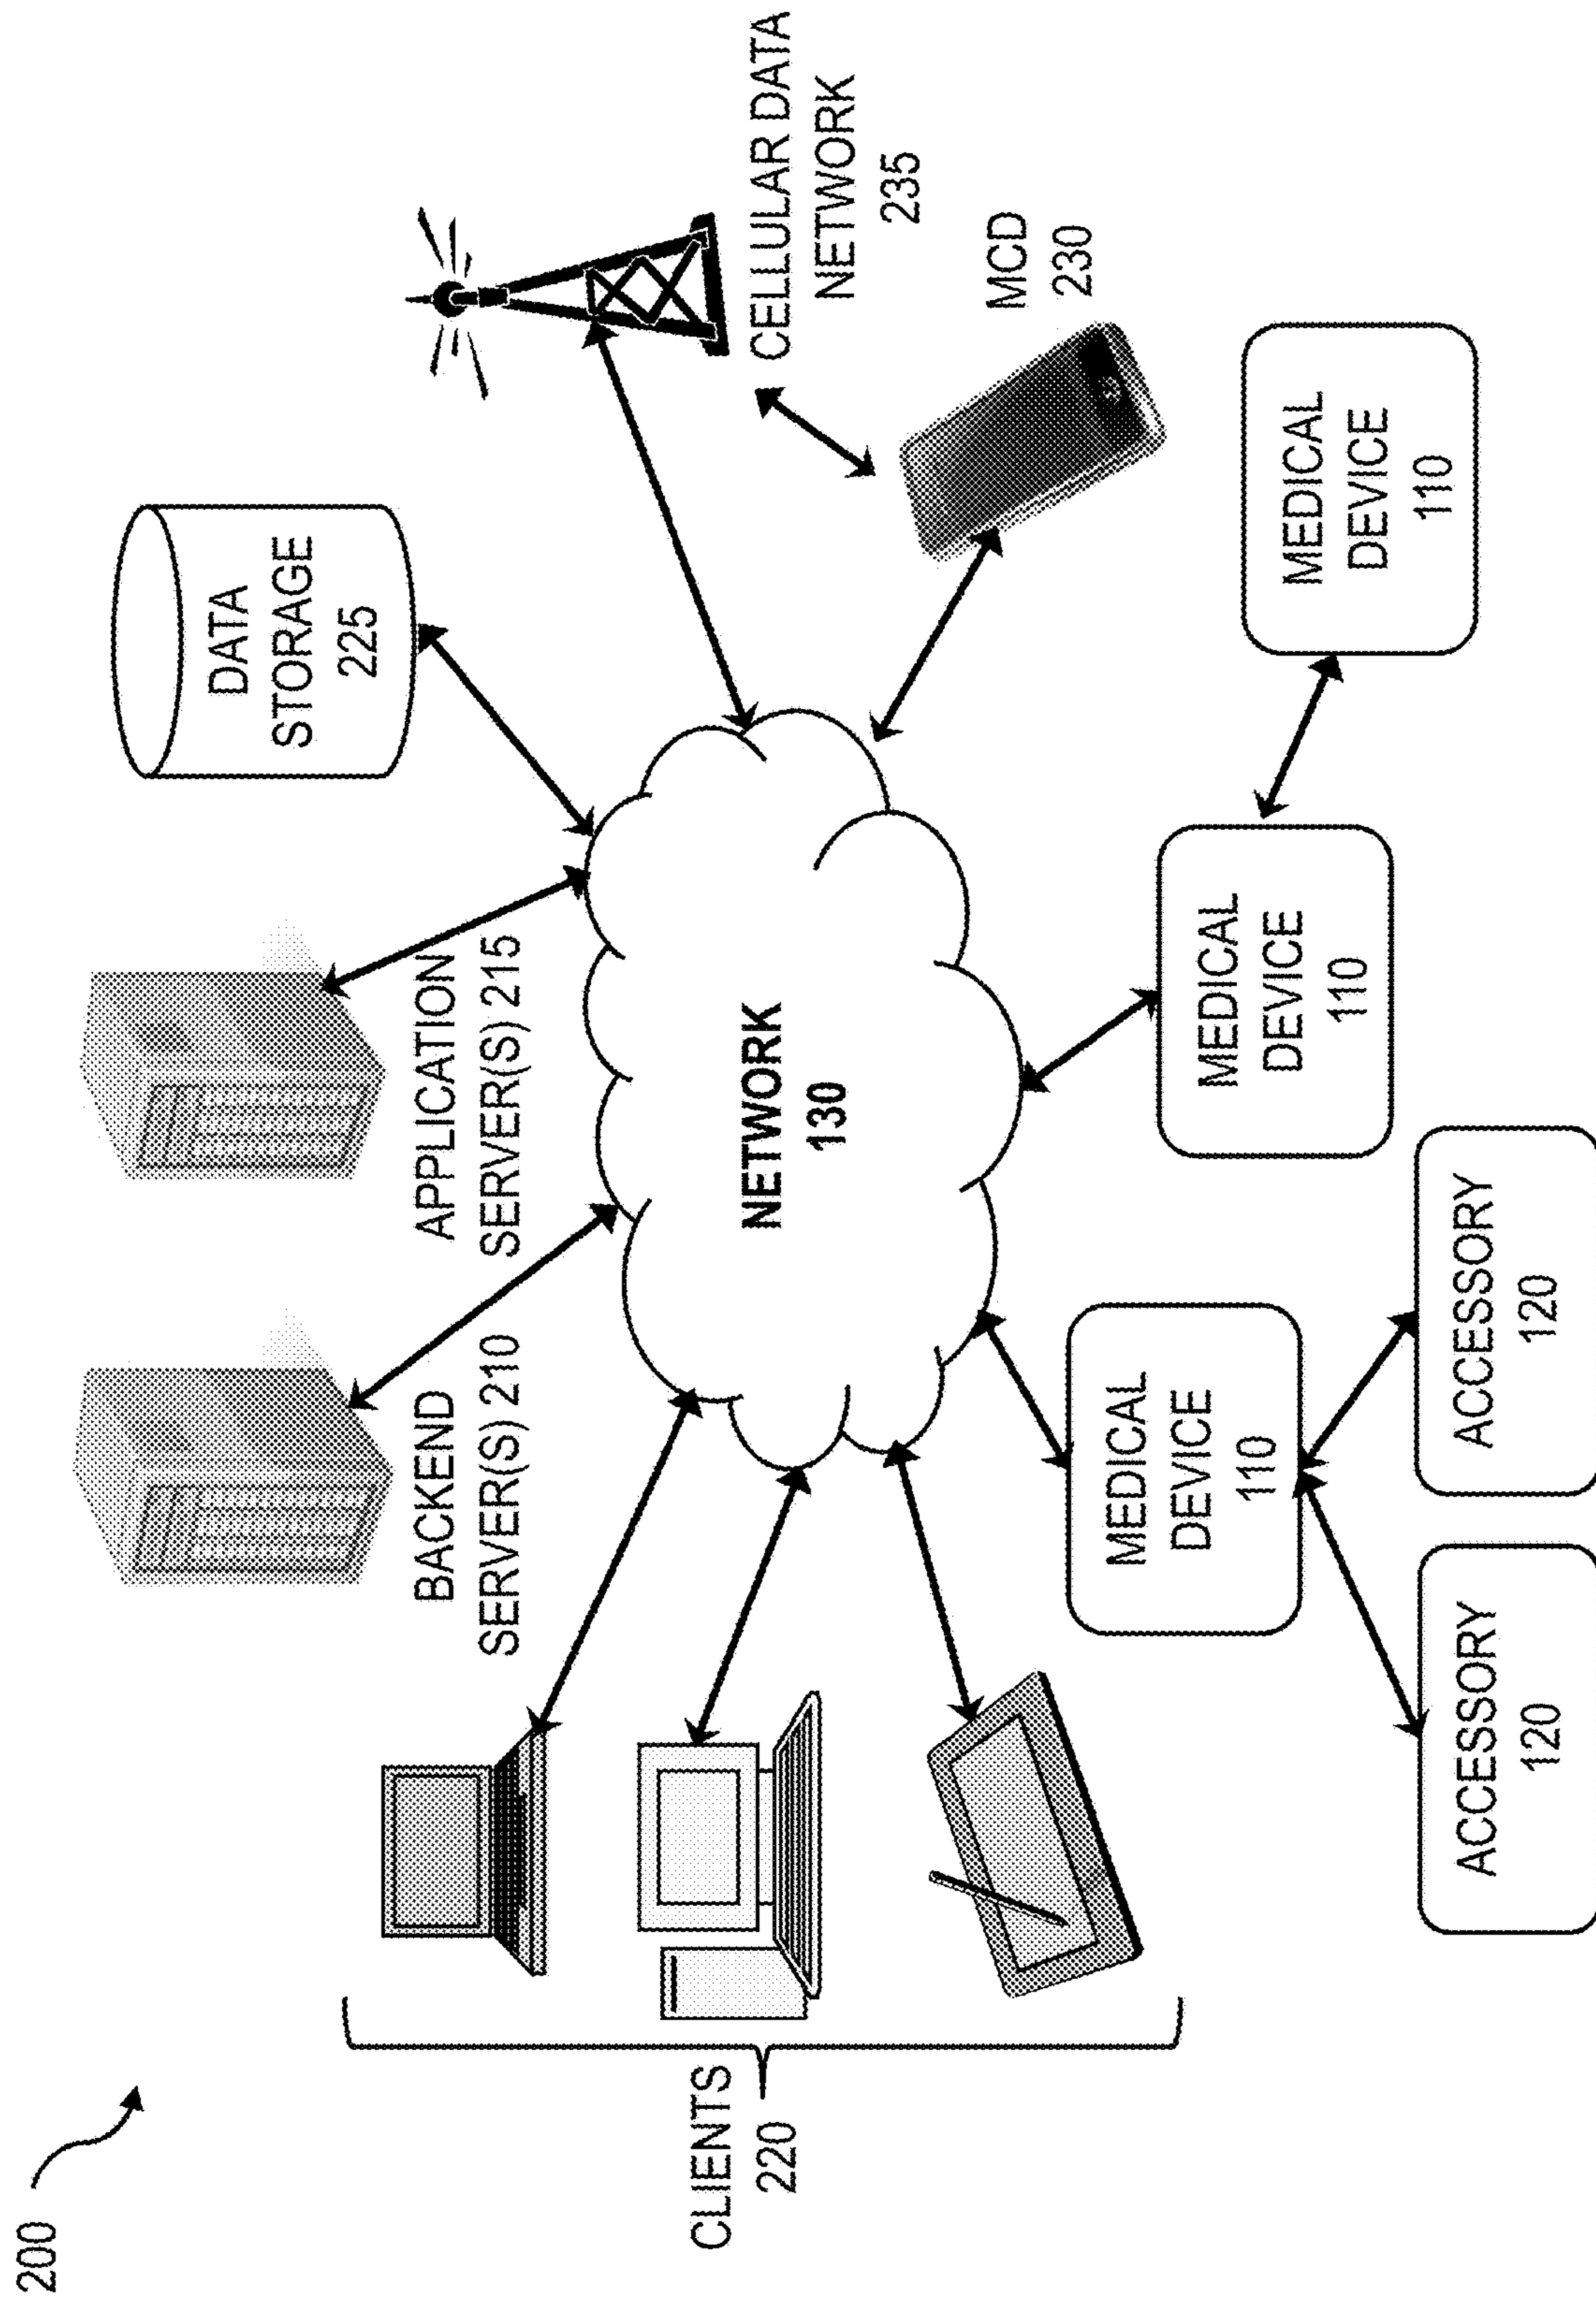 200
BACKEND
SERVER(S) 210
APPLICATION
SERVER(S) 215
DATA
STORAGE
225
CELLULAR DATA
NETWORK
235
MCD
230
CLIENTS
220
NETWORK
130
MEDICAL
DEVICE
110
MEDICAL
DEVICE
110
MEDICAL
DEVICE
110
ACCESSORY
120
ACCESSORY
120